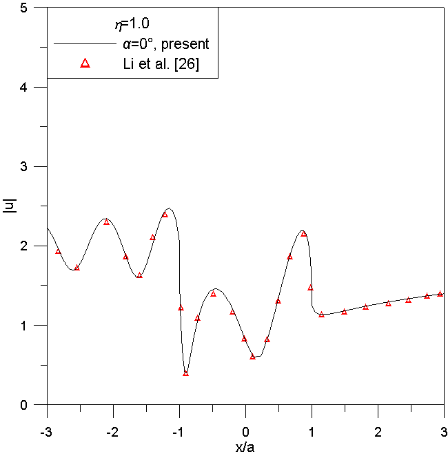 η=1.0
α=0°, present
Li et al. [26]
5
4
3
2
1
0
|u|
-3 -2 -1 0 1 2 3
x/a